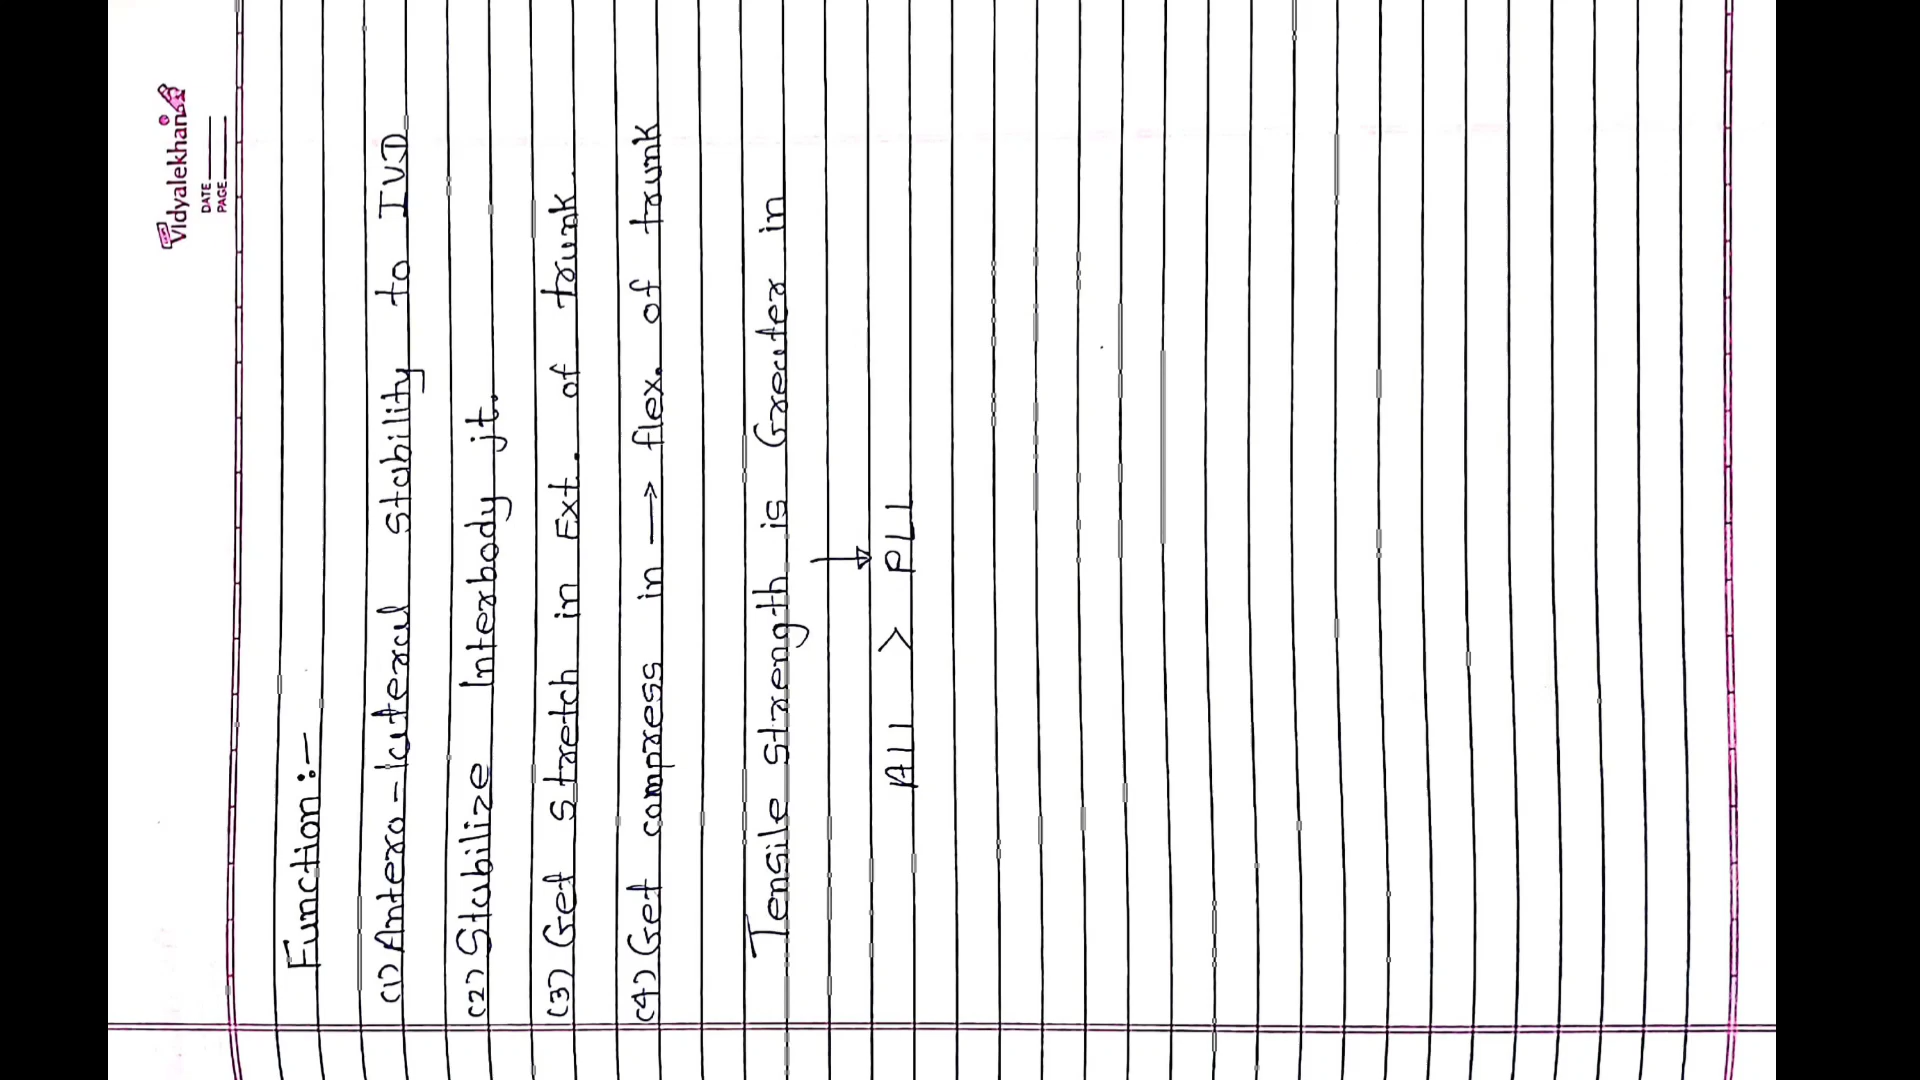 Vidyalekhan
DATE
PAGE
Function:-
(1) Antero-lateral stability to IVD
(2) Stabilize Interbody jt.
(3) Get stretch in Ext. of trunk.
(4) Get compress in → flex. of trunk
Tensile strength is Greater in
↓
All > PLL